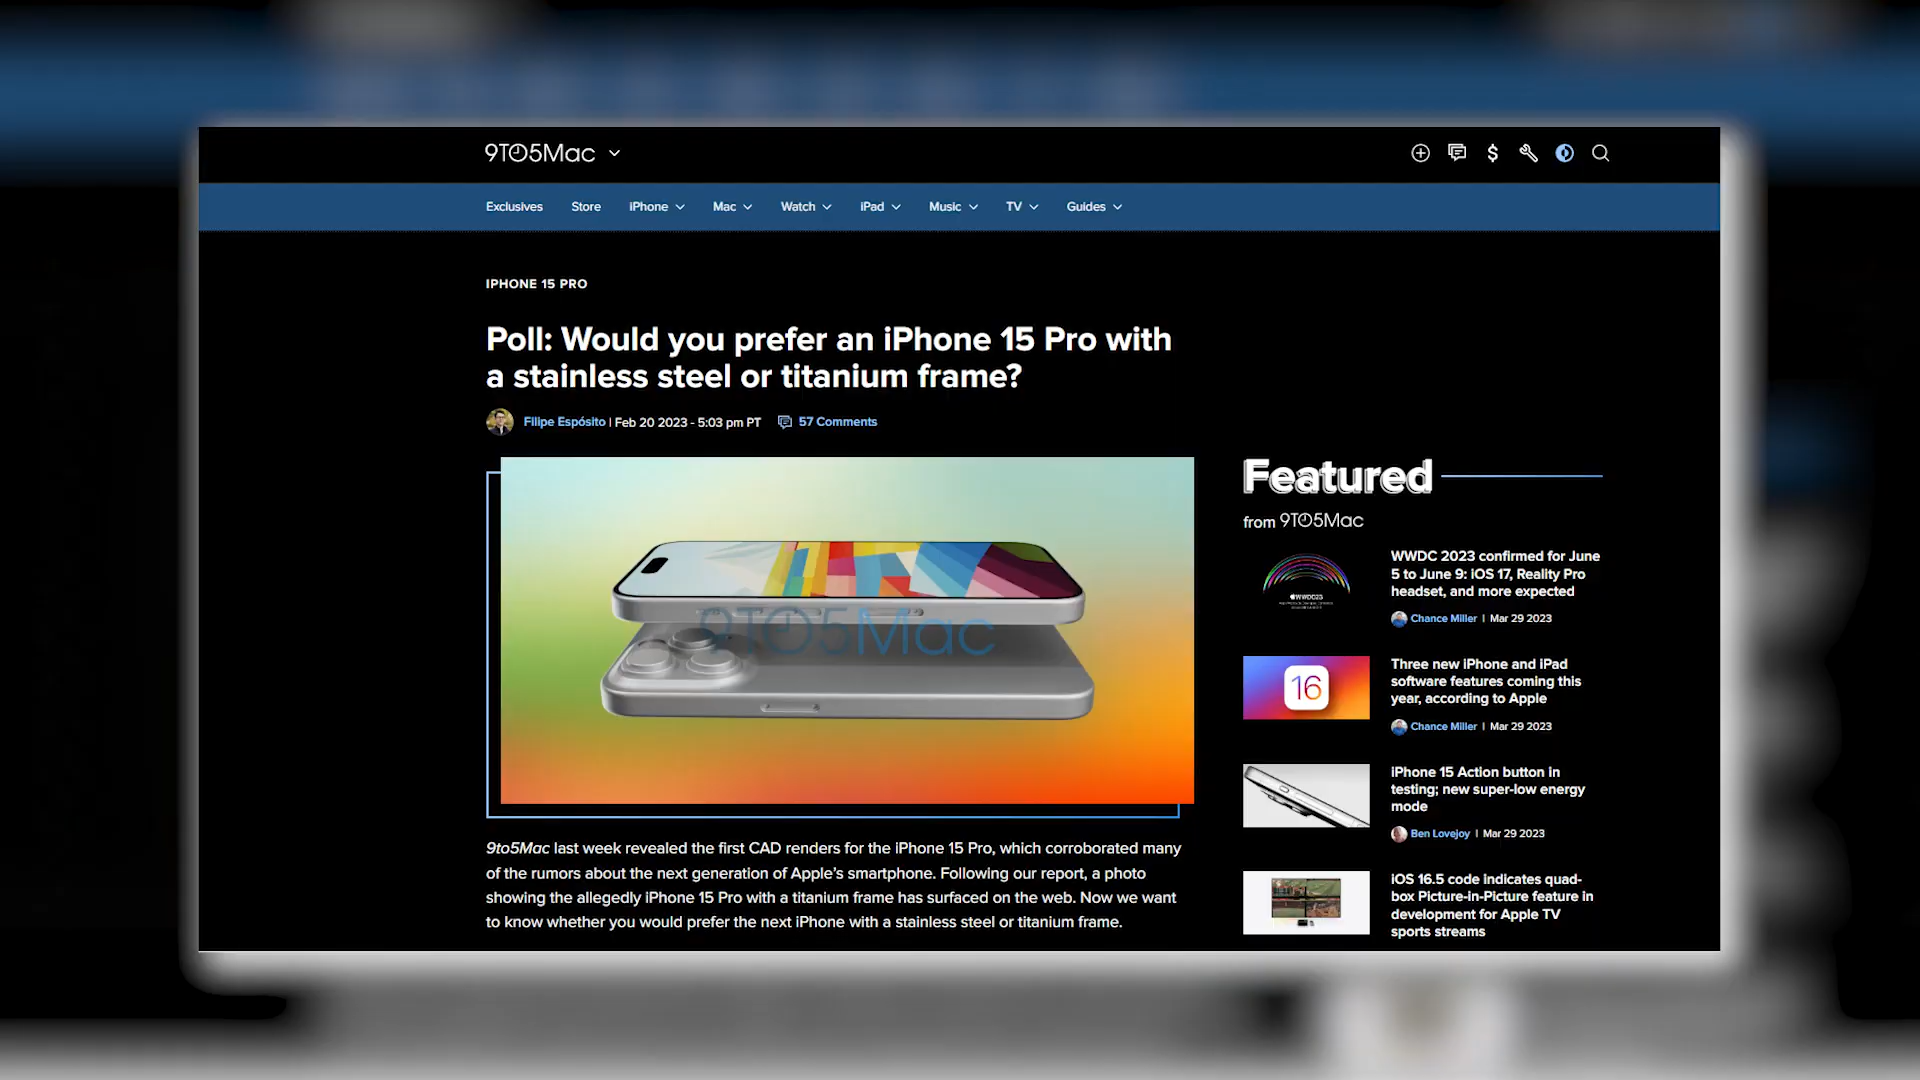 9TO5Mac
Exclusives Store iPhone Mac Watch iPad Music TV Guides
IPHONE 15 PRO
Poll: Would you prefer an iPhone 15 Pro with
a stainless steel or titanium frame?
Filipe Espósito | Feb 20 2023 - 5:03 pm PT 57 Comments
9TO5Mac
9to5Mac last week revealed the first CAD renders for the iPhone 15 Pro, which corroborated many
of the rumors about the next generation of Apple’s smartphone. Following our report, a photo
showing the allegedly iPhone 15 Pro with a titanium frame has surfaced on the web. Now we want
to know whether you would prefer the next iPhone with a stainless steel or titanium frame.
Featured
from 9TO5Mac
WWDC 2023 confirmed for June
5 to June 9: iOS 17, Reality Pro
headset, and more expected
Chance Miller | Mar 29 2023
WWDC23
16
Three new iPhone and iPad
software features coming this
year, according to Apple
Chance Miller | Mar 29 2023
iPhone 15 Action button in
testing; new super-low energy
mode
Ben Lovejoy | Mar 29 2023
iOS 16.5 code indicates quad-
box Picture-in-Picture feature in
development for Apple TV
sports streams